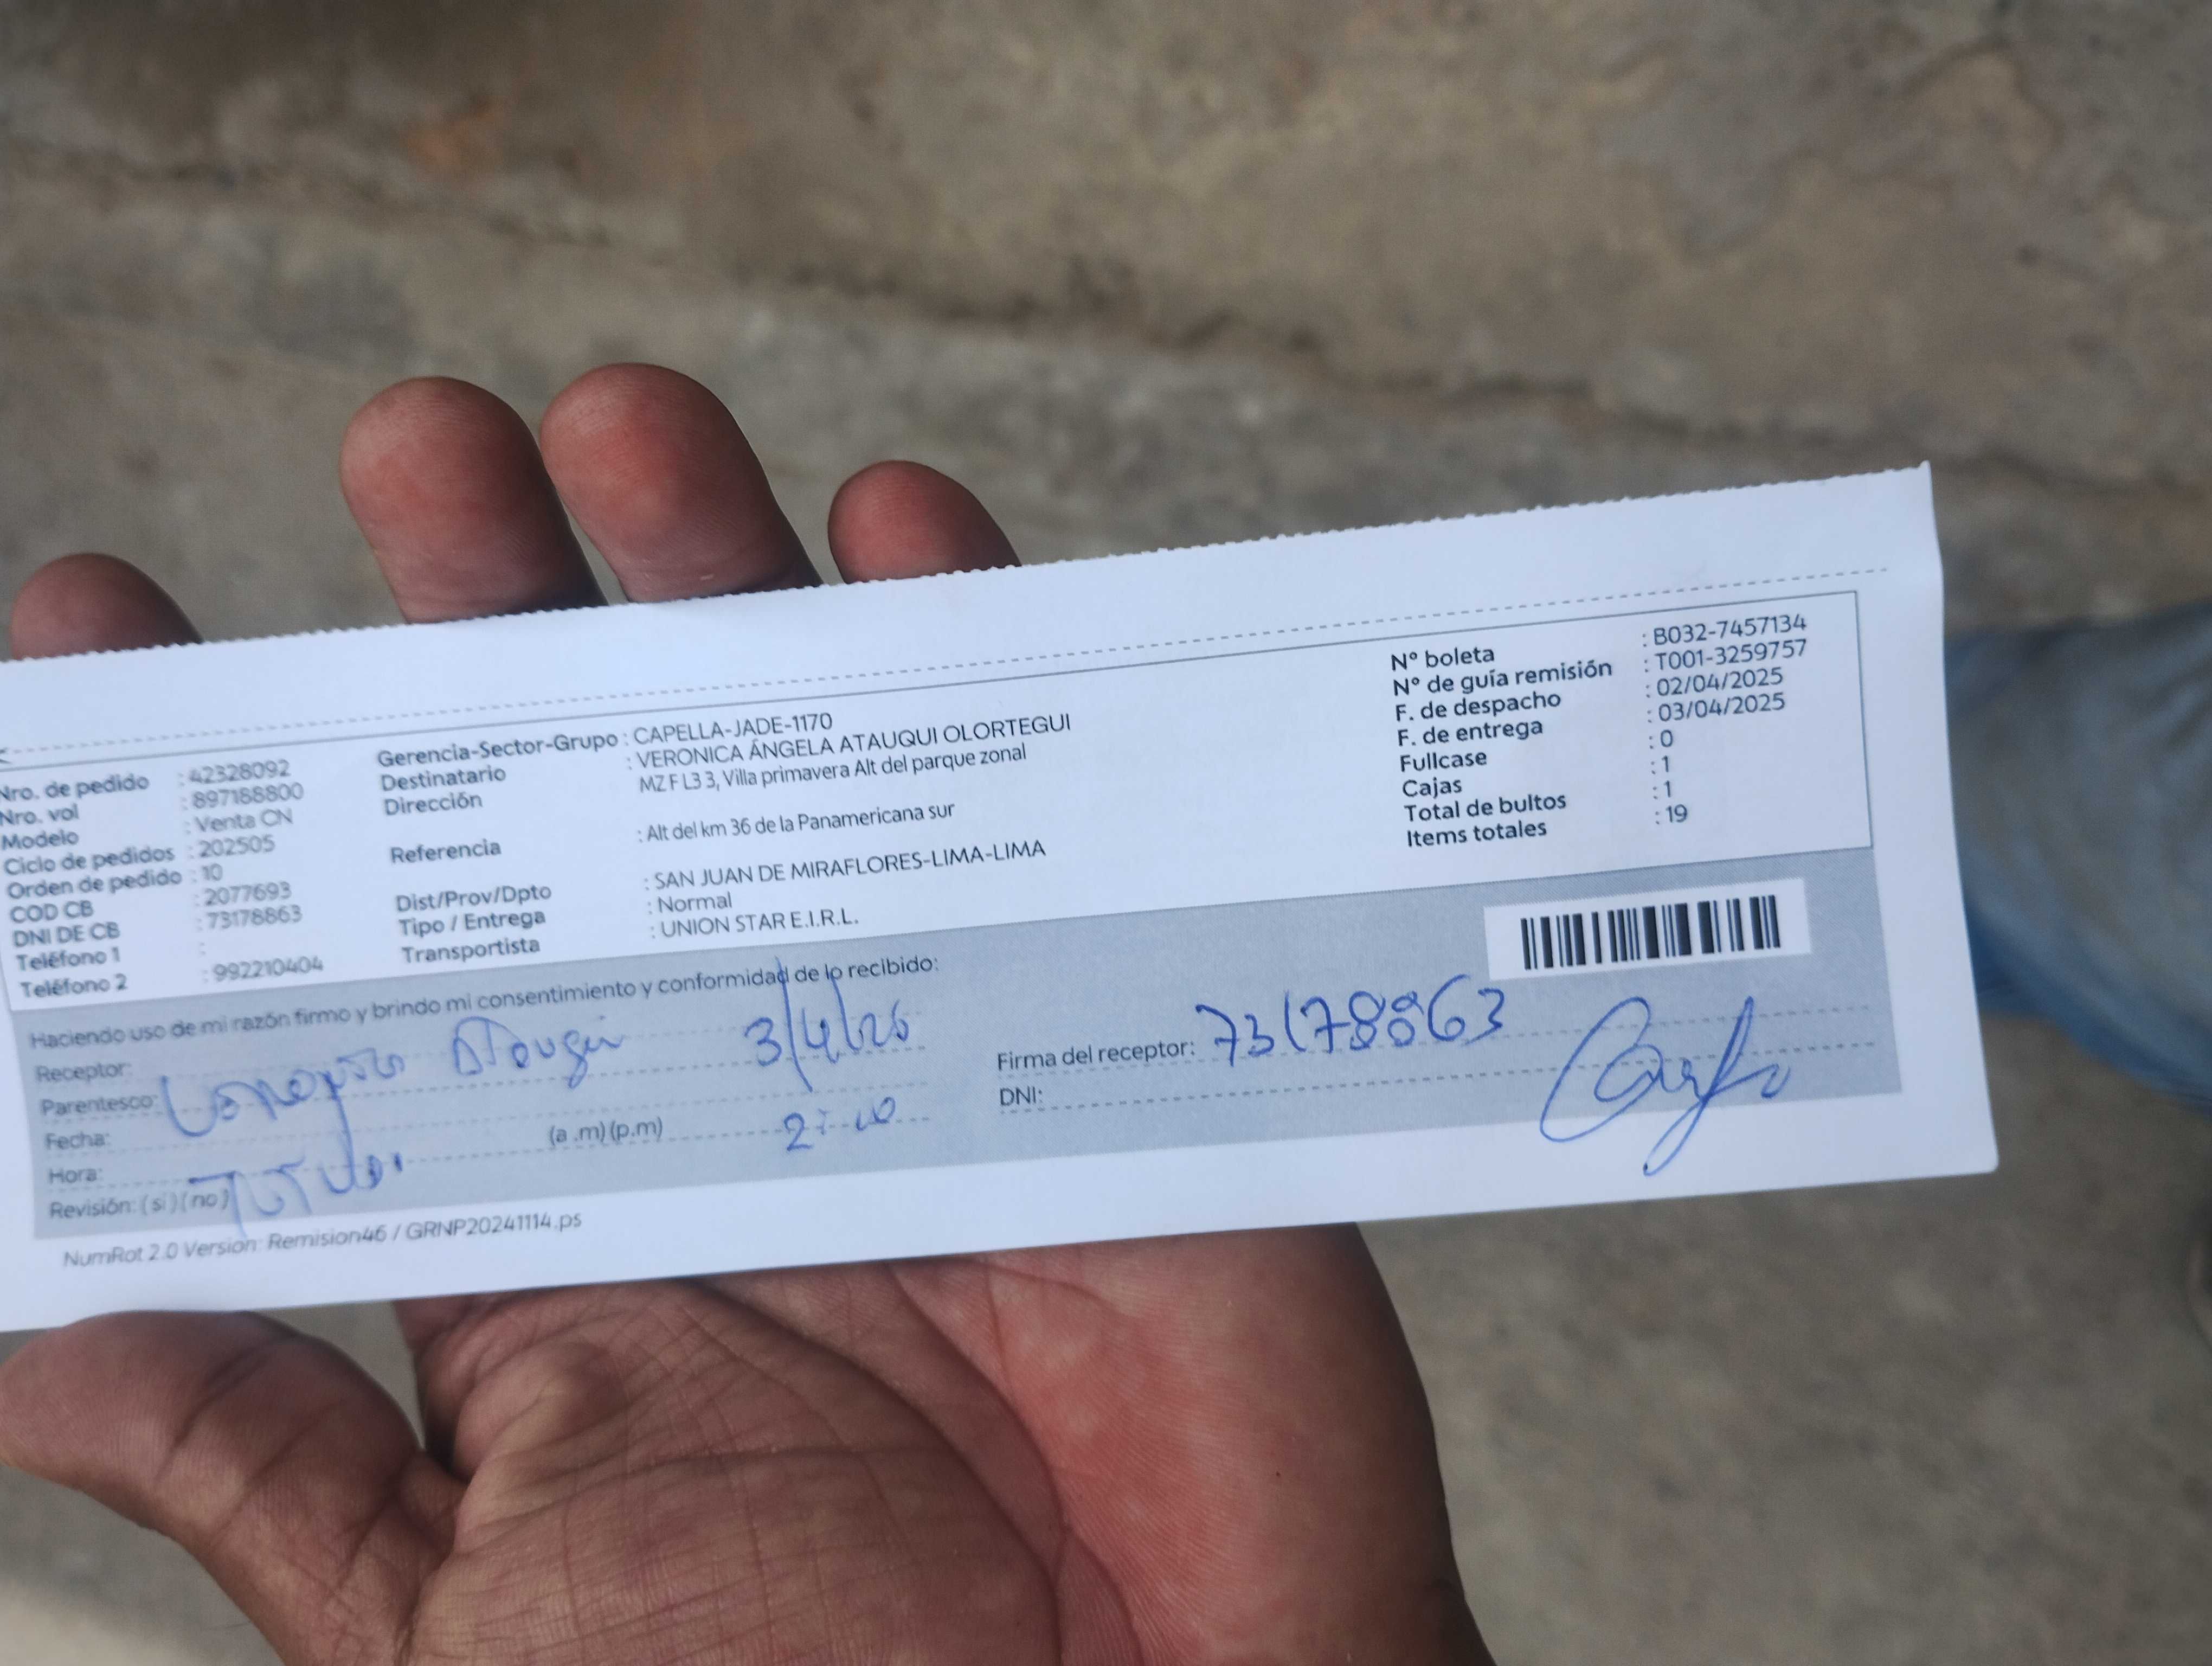 Nro. de pedido : 42328092
Nro. vol : 897188800
Modelo : Venta CN
Ciclo de pedidos : 202505
Orden de pedido : 10
COD CB : 2077693
DNI DE CB : 73178863
Teléfono 1 :
Teléfono 2 : 992210404
Gerencia-Sector-Grupo : CAPELLA-JADE-1170
Destinatario : VERONICA ÁNGELA ATAUQUI OLORTEGUI
Dirección MZ F L3 3, Villa primavera Alt del parque zonal
Referencia : Alt del km 36 de la Panamericana sur
Dist/Prov/Dpto : SAN JUAN DE MIRAFLORES-LIMA-LIMA
Tipo / Entrega : Normal
Transportista : UNION STAR E.I.R.L.
N° boleta : B032-7457134
N° de guía remisión : T001-3259757
F. de despacho : 02/04/2025
F. de entrega : 03/04/2025
Fullcase : 0
Cajas : 1
Total de bultos : 1
Items totales : 19
Haciendo uso de mi razón firmo y brindo mi consentimiento y conformidad de lo recibido:
Receptor:
Parentesco:
Fecha:
Hora: (a .m) (p.m)
Revisión: ( si ) ( no )
Firma del receptor: 73178863
DNI:
NumRot 2.0 Version: Remision46 / GRNP20241114.ps